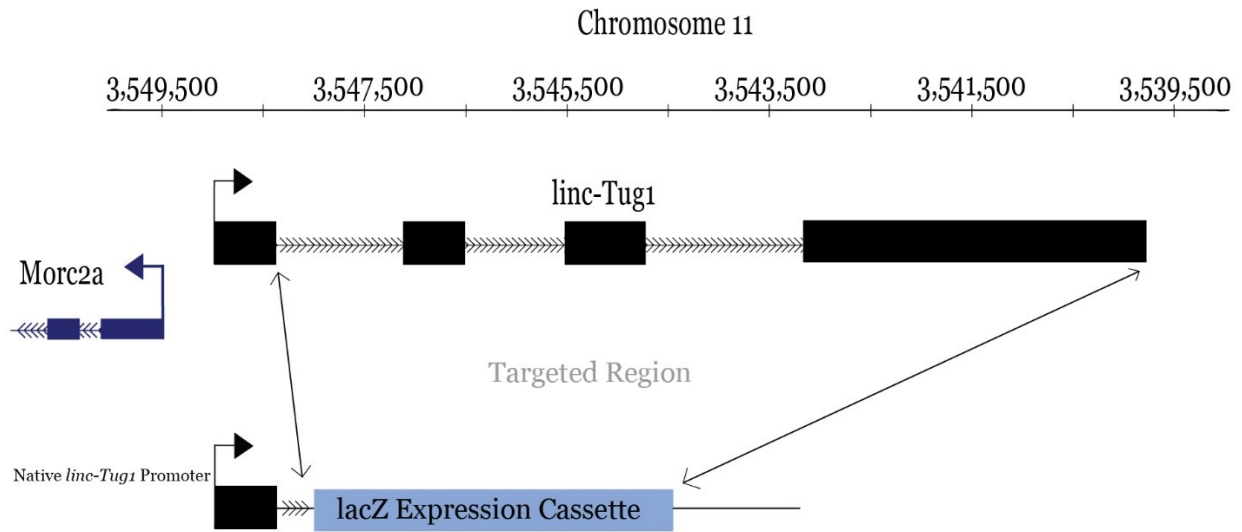 Chromosome 11
3,549,500 3,547,500 3,545,500 3,543,500 3,541,500 3,539,500
linc-Tug1
Morc2a
Targeted Region
Native linc-Tug1 Promoter
lacZ Expression Cassette